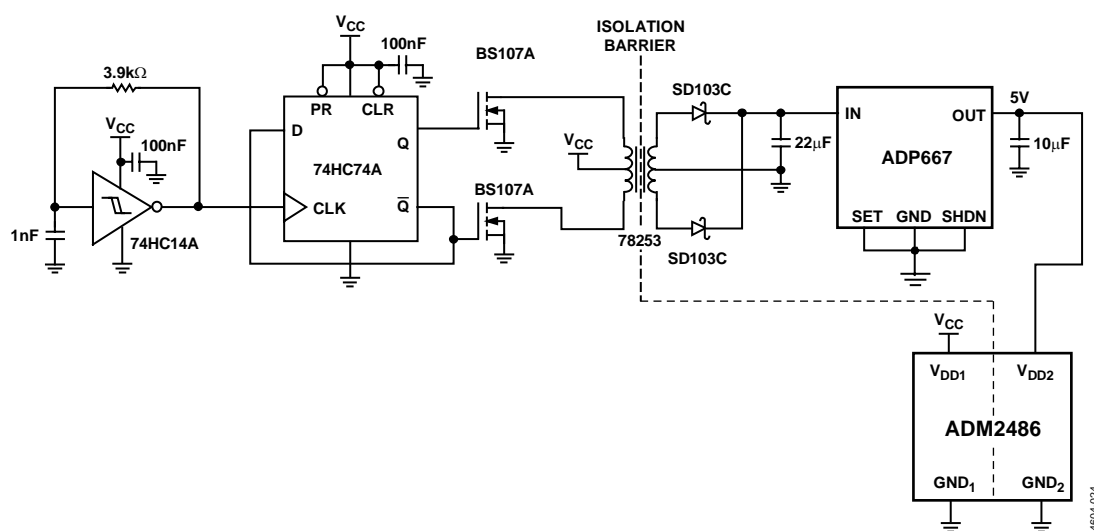 ISOLATION
BARRIER
VCC
100nF
BS107A
3.9kΩ
SD103C
VCC
100nF
PR
CLR
D
Q
74HC74A
CLK
Q
VCC
BS107A
1nF
74HC14A
78253
SD103C
22µF
IN
OUT
5V
ADP667
SET
GND
SHDN
10µF
VCC
VDD1
VDD2
ADM2486
GND1
GND2